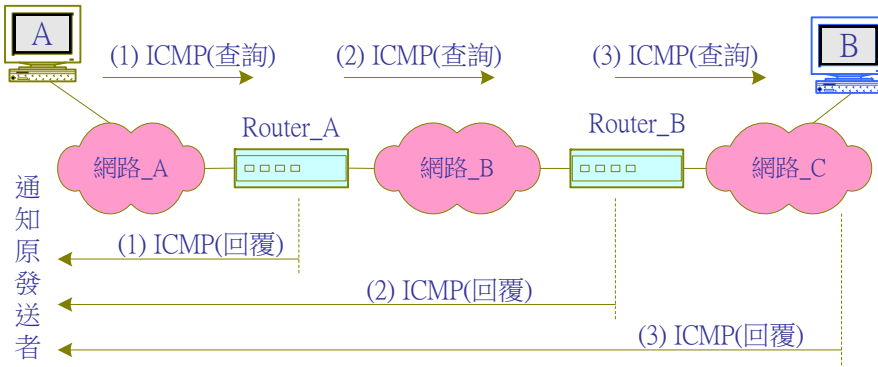 A
B
(1) ICMP(查詢)
(2) ICMP(查詢)
(3) ICMP(查詢)
Router_A
Router_B
網路_A
網路_B
網路_C
通知原發送者
(1) ICMP(回覆)
(2) ICMP(回覆)
(3) ICMP(回覆)